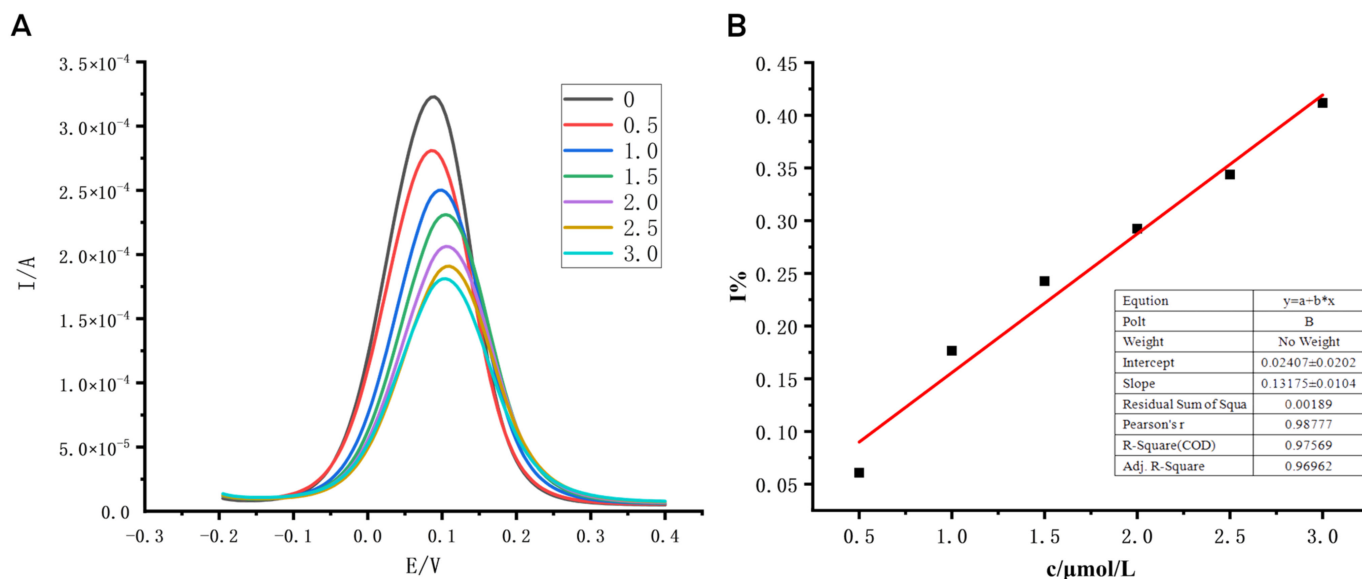 A
3.5×10⁻⁴
3.0×10⁻⁴
2.5×10⁻⁴
2.0×10⁻⁴
1.5×10⁻⁴
1.0×10⁻⁴
5.0×10⁻⁵
0.0
I/A
-0.3 -0.2 -0.1 0.0 0.1 0.2 0.3 0.4
E/V
0
0.5
1.0
1.5
2.0
2.5
3.0
B
0.45
0.40
0.35
0.30
0.25
0.20
0.15
0.10
0.05
I%
0.5 1.0 1.5 2.0 2.5 3.0
c/μmol/L
Eqution y=a+b*x
Polt B
Weight No Weight
Intercept 0.02407±0.0202
Slope 0.13175±0.0104
Residual Sum of Squa 0.00189
Pearson's r 0.98777
R-Square(COD) 0.97569
Adj. R-Square 0.96962